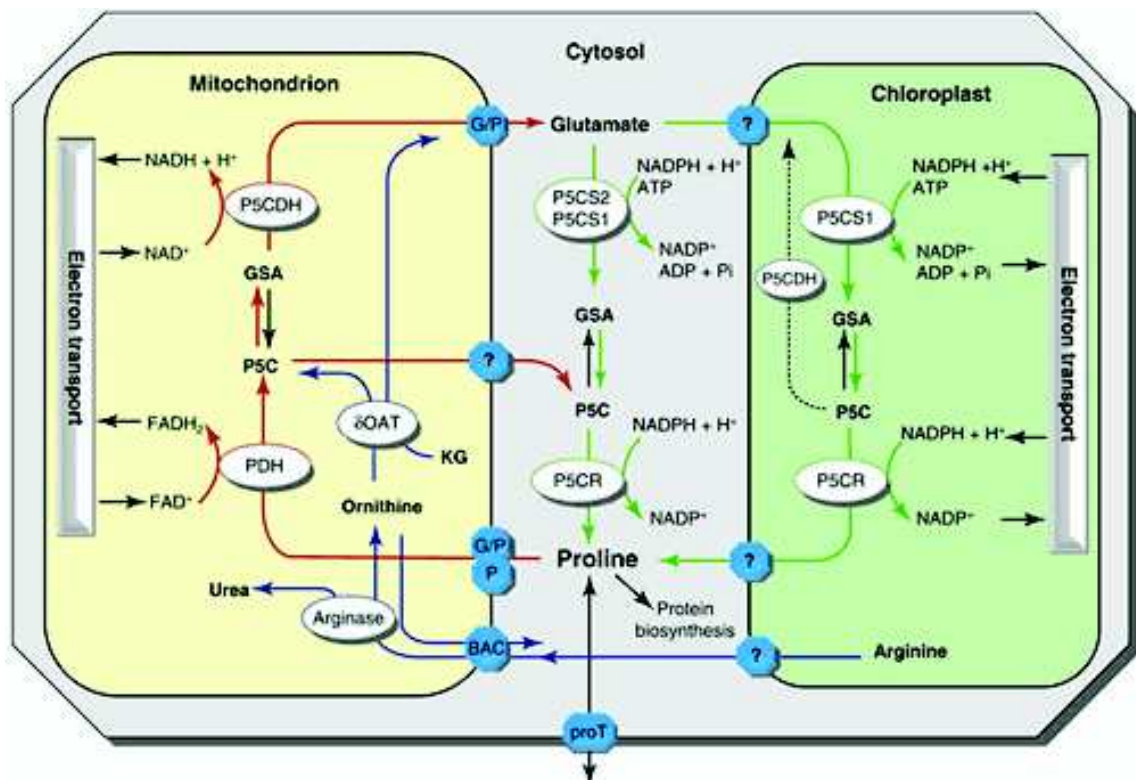 Cytosol
Mitochondrion
Chloroplast
G/P
Glutamate
?
NADH + H⁺
P5CDH
NAD⁺
Electron transport
GSA
P5C
?
FADH₂
PDH
FAD⁺
δOAT
KG
Ornithine
Urea
Arginase
G/P
P
BAC
P5CS2
P5CS1
NADPH + H⁺
ATP
NADP⁺
ADP + Pi
GSA
P5C
NADPH + H⁺
P5CR
NADP⁺
Proline
Protein
biosynthesis
proT
P5CDH
P5CS1
NADPH +H⁺
ATP
NADP⁺
ADP + Pi
GSA
P5C
NADPH + H⁺
P5CR
NADP⁺
Electron transport
?
?
Arginine